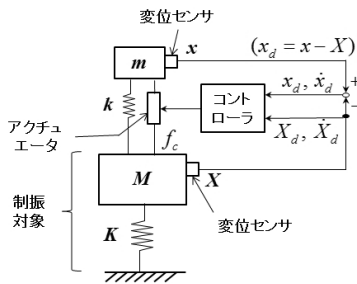 変位センサ
x
(x_d = x − X)
m
k
アクチュ
エータ
f_c
コント
ローラ
x_d, ẋ_d
+
−
X_d, Ẋ_d
M
X
制振
対象
K
変位センサ